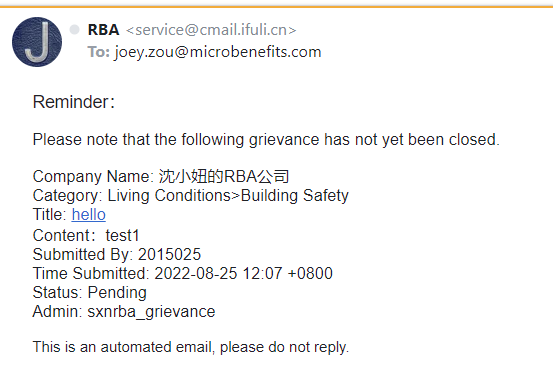 J
RBA <service@cmail.ifuli.cn>
To: joey.zou@microbenefits.com
Reminder：
Please note that the following grievance has not yet been closed.
Company Name: 沈小妞的RBA公司
Category: Living Conditions>Building Safety
Title: hello
Content：test1
Submitted By: 2015025
Time Submitted: 2022-08-25 12:07 +0800
Status: Pending
Admin: sxnrba_grievance
This is an automated email, please do not reply.